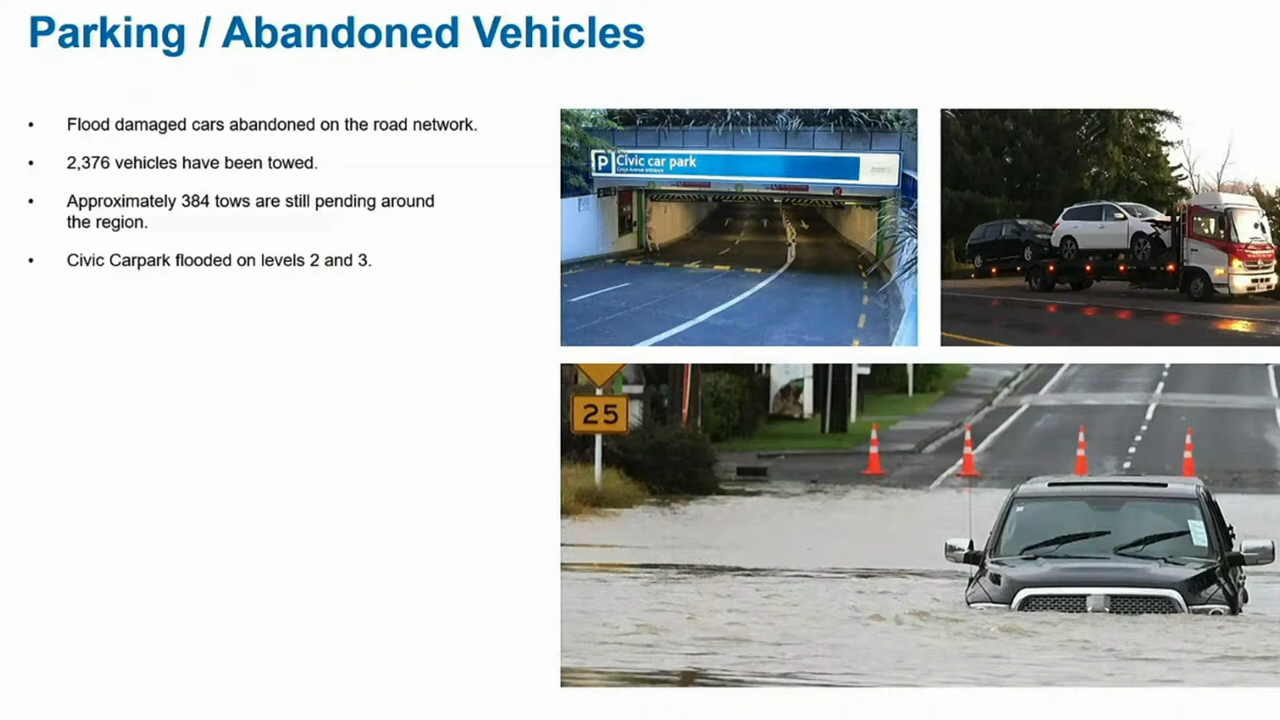 Parking / Abandoned Vehicles
• Flood damaged cars abandoned on the road network.
• 2,376 vehicles have been towed.
• Approximately 384 tows are still pending around
the region.
• Civic Carpark flooded on levels 2 and 3.
P Civic car park
25